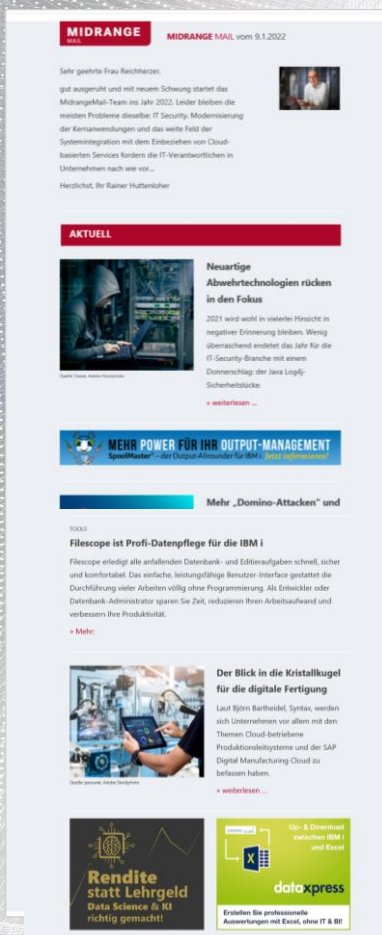 MIDRANGE
MAIL
MIDRANGE MAIL vom 9.1.2022
Sehr geehrte Frau Reichherzer,
gut ausgeruht und mit neuem Schwung startet das
MidrangeMail-Team ins Jahr 2022. Leider bleiben die
meisten Probleme dieselbe: IT Security, Modernisierung
der Kernanwendungen und das weite Feld der
Systemintegration mit dem Einbeziehen von Cloud-
basierten Services fordern die IT-Verantwortlichen in
Unternehmen nach wie vor...
Herzlichst, Ihr Rainer Huttenloher
AKTUELL
Neuartige
Abwehrtechnologien rücken
in den Fokus
2021 wird wohl in vielerlei Hinsicht in
negativer Erinnerung bleiben. Wenig
überraschend endetet das Jahr für die
IT-Security-Branche mit einem
Donnerschlag: der Java Log4j-
Sicherheitslücke.
» weiterlesen ...
MEHR POWER FÜR IHR OUTPUT-MANAGEMENT
SpoolMaster® – der Output-Allrounder für IBM i. Jetzt informieren!
Mehr „Domino-Attacken" und
TOOLS
Filescope ist Profi-Datenpflege für die IBM i
Filescope erledigt alle anfallenden Datenbank- und Editieraufgaben schnell, sicher
und komfortabel. Das einfache, leistungsfähige Benutzer-Interface gestattet die
Durchführung vieler Arbeiten völlig ohne Programmierung. Als Entwickler oder
Datenbank-Administrator sparen Sie Zeit, reduzieren Ihren Arbeitsaufwand und
verbessern Ihre Produktivität.
» Mehr:
Der Blick in die Kristallkugel
für die digitale Fertigung
Laut Björn Bartheidel, Syntax, werden
sich Unternehmen vor allem mit den
Themen Cloud-betriebene
Produktionsleitsysteme und der SAP
Digital Manufacturing Cloud zu
befassen haben.
» weiterlesen ...
Rendite
statt Lehrgeld
Data Science & KI
richtig gemacht!
Up- & Download
zwischen IBM i
und Excel
dataxpress
Erstellen Sie professionelle
Auswertungen mit Excel, ohne IT & BI!